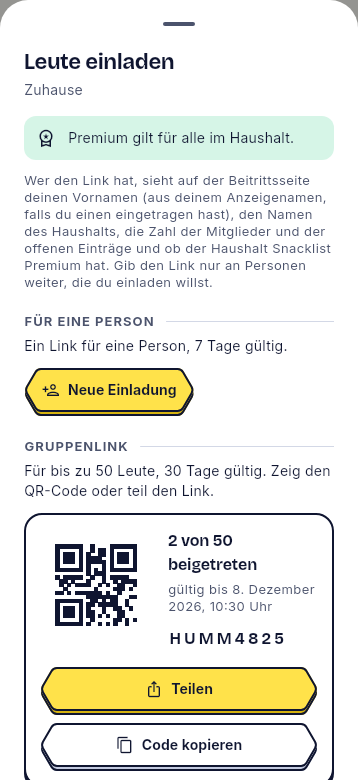 Leute einladen
Zuhause
Premium gilt für alle im Haushalt.
Wer den Link hat, sieht auf der Beitrittsseite
deinen Vornamen (aus deinem Anzeigenamen,
falls du einen eingetragen hast), den Namen
des Haushalts, die Zahl der Mitglieder und der
offenen Einträge und ob der Haushalt Snacklist
Premium hat. Gib den Link nur an Personen
weiter, die du einladen willst.
FÜR EINE PERSON
Ein Link für eine Person, 7 Tage gültig.
Neue Einladung
GRUPPENLINK
Für bis zu 50 Leute, 30 Tage gültig. Zeig den
QR-Code oder teil den Link.
2 von 50
beigetreten
gültig bis 8. Dezember
2026, 10:30 Uhr
HUMM4825
Teilen
Code kopieren